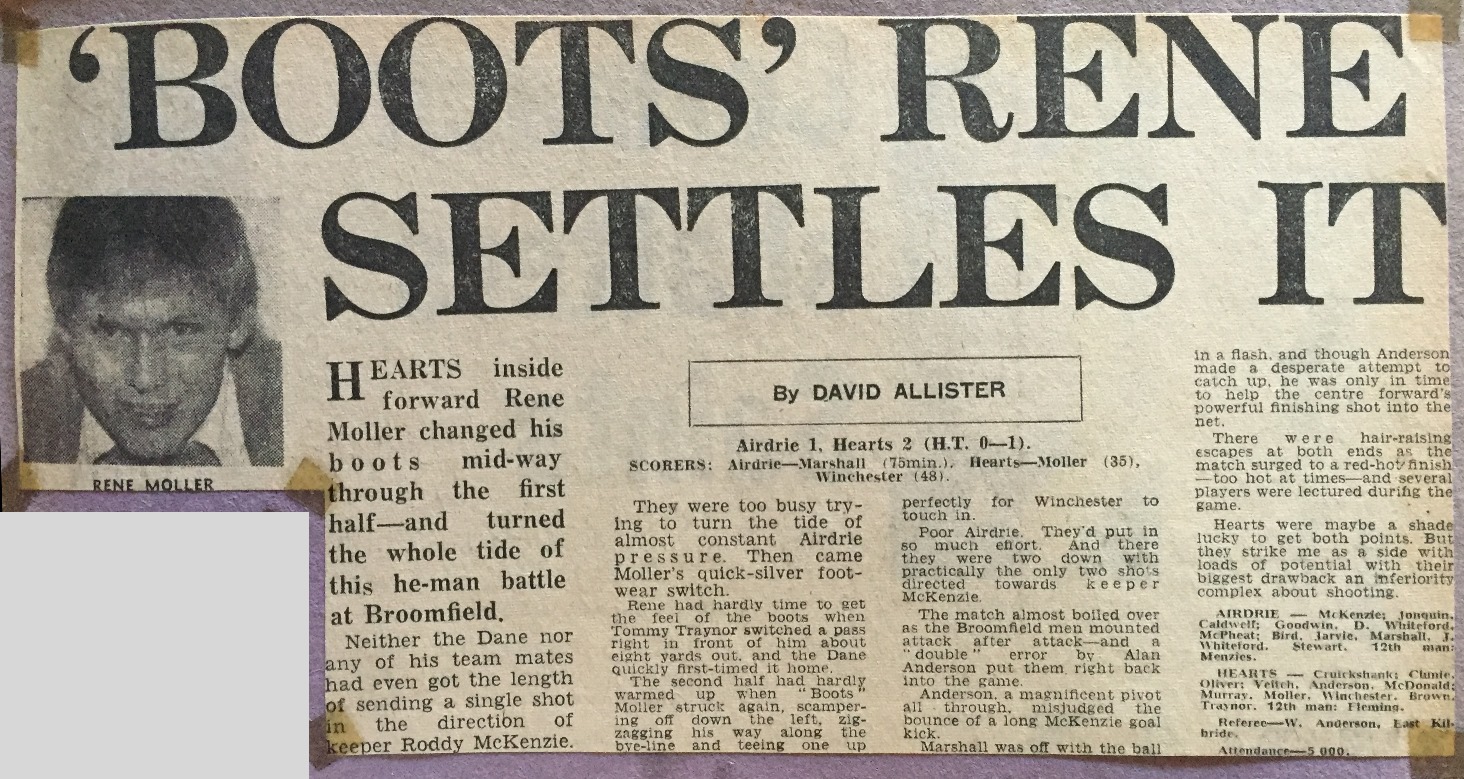 ‘BOOTS’ RENE
SETTLES IT
RENE MOLLER
HEARTS inside
forward Rene
Moller changed his
boots mid-way
through the first
half—and turned
the whole tide of
this he-man battle
at Broomfield.
Neither the Dane nor
any of his team mates
had even got the length
of sending a single shot
in the direction of
keeper Roddy McKenzie.
By DAVID ALLISTER
Airdrie 1, Hearts 2 (H.T. 0—1).
SCORERS: Airdrie—Marshall (75min.), Hearts—Moller (35),
Winchester (48).
They were too busy try-
ing to turn the tide of
almost constant Airdrie
pressure. Then came
Moller's quick-silver foot-
wear switch.
Rene had hardly time to get
the feel of the boots when
Tommy Traynor switched a pass
right in front of him about
eight yards out, and the Dane
quickly first-timed it home.
The second half had hardly
warmed up when "Boots"
Moller struck again, scamper-
ing off down the left, zig-
zagging his way along the
bye-line and teeing one up
perfectly for Winchester to
touch in.
Poor Airdrie. They'd put in
so much effort. And there
they were two down with
practically the only two shots
directed towards keeper
McKenzie.
The match almost boiled over
as the Broomfield men mounted
attack after attack—and a
"double" error by Alan
Anderson put them right back
into the game.
Anderson, a magnificent pivot
all through, misjudged the
bounce of a long McKenzie goal
kick.
Marshall was off with the ball
in a flash, and though Anderson
made a desperate attempt to
catch up, he was only in time
to help the centre forward's
powerful finishing shot into the
net.
There were hair-raising
escapes at both ends as the
match surged to a red-hot finish
—too hot at times—and several
players were lectured during the
game.
Hearts were maybe a shade
lucky to get both points. But
they strike me as a side with
loads of potential with their
biggest drawback an inferiority
complex about shooting.
AIRDRIE — McKenzie; Jonquin,
Caldwell; Goodwin, D. Whiteford,
McPheat; Bird, Jarvie, Marshall, J.
Whiteford, Stewart. 12th man:
Menzies.
HEARTS — Cruickshank; Clunie,
Oliver; Veitch, Anderson, McDonald;
Murray, Moller, Winchester, Brown,
Traynor. 12th man: Fleming.
Referee—W. Anderson, East Kil-
bride.
Attendance—5,000.